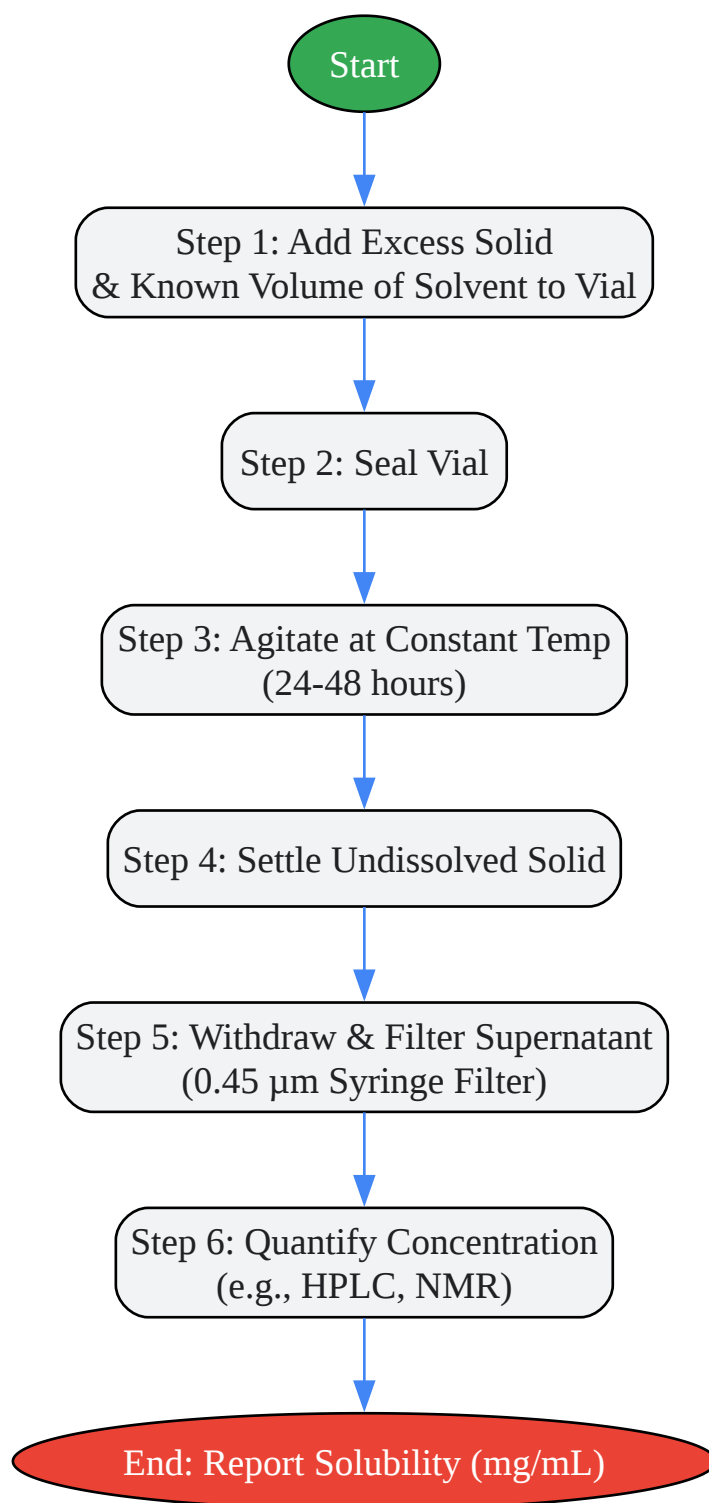 Start
Step 1: Add Excess Solid
& Known Volume of Solvent to Vial
Step 2: Seal Vial
Step 3: Agitate at Constant Temp
(24-48 hours)
Step 4: Settle Undissolved Solid
Step 5: Withdraw & Filter Supernatant
(0.45 µm Syringe Filter)
Step 6: Quantify Concentration
(e.g., HPLC, NMR)
End: Report Solubility (mg/mL)